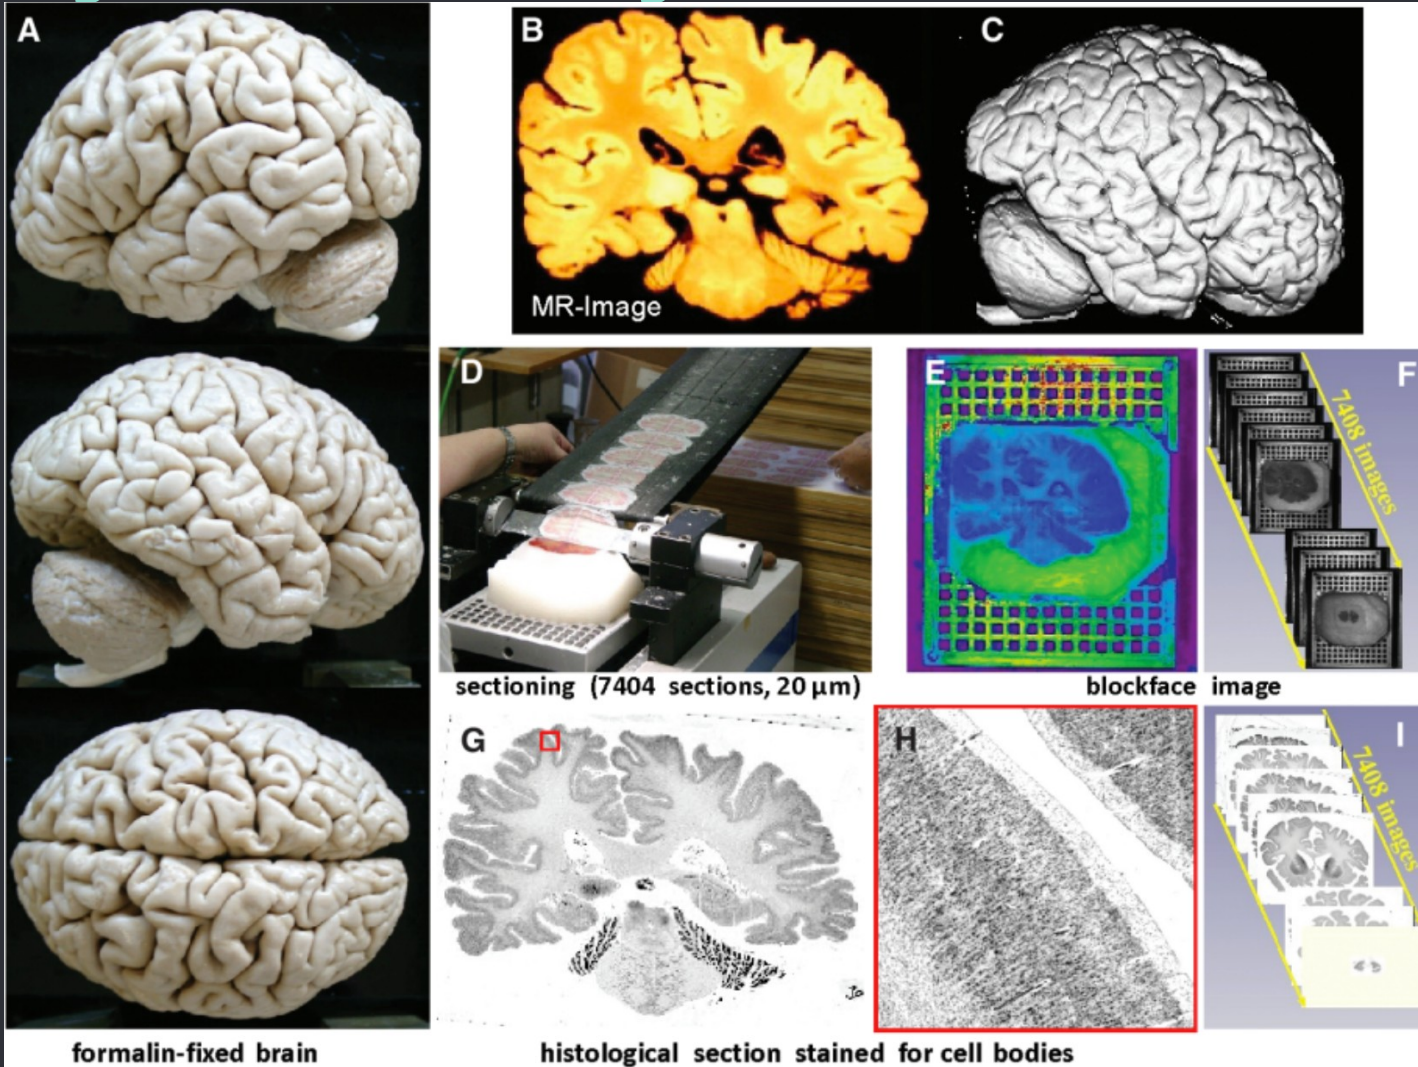 A
B
MR-Image
C
D
sectioning (7404 sections, 20 µm)
E
blockface image
F
7408 images
G
H
I
7408 images
formalin-fixed brain
histological section stained for cell bodies